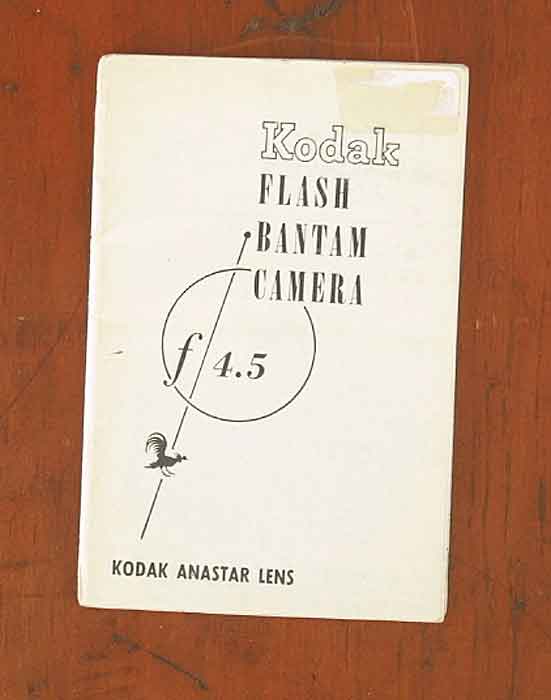 Kodak
FLASH
BANTAM
CAMERA
f 4.5
KODAK ANASTAR LENS